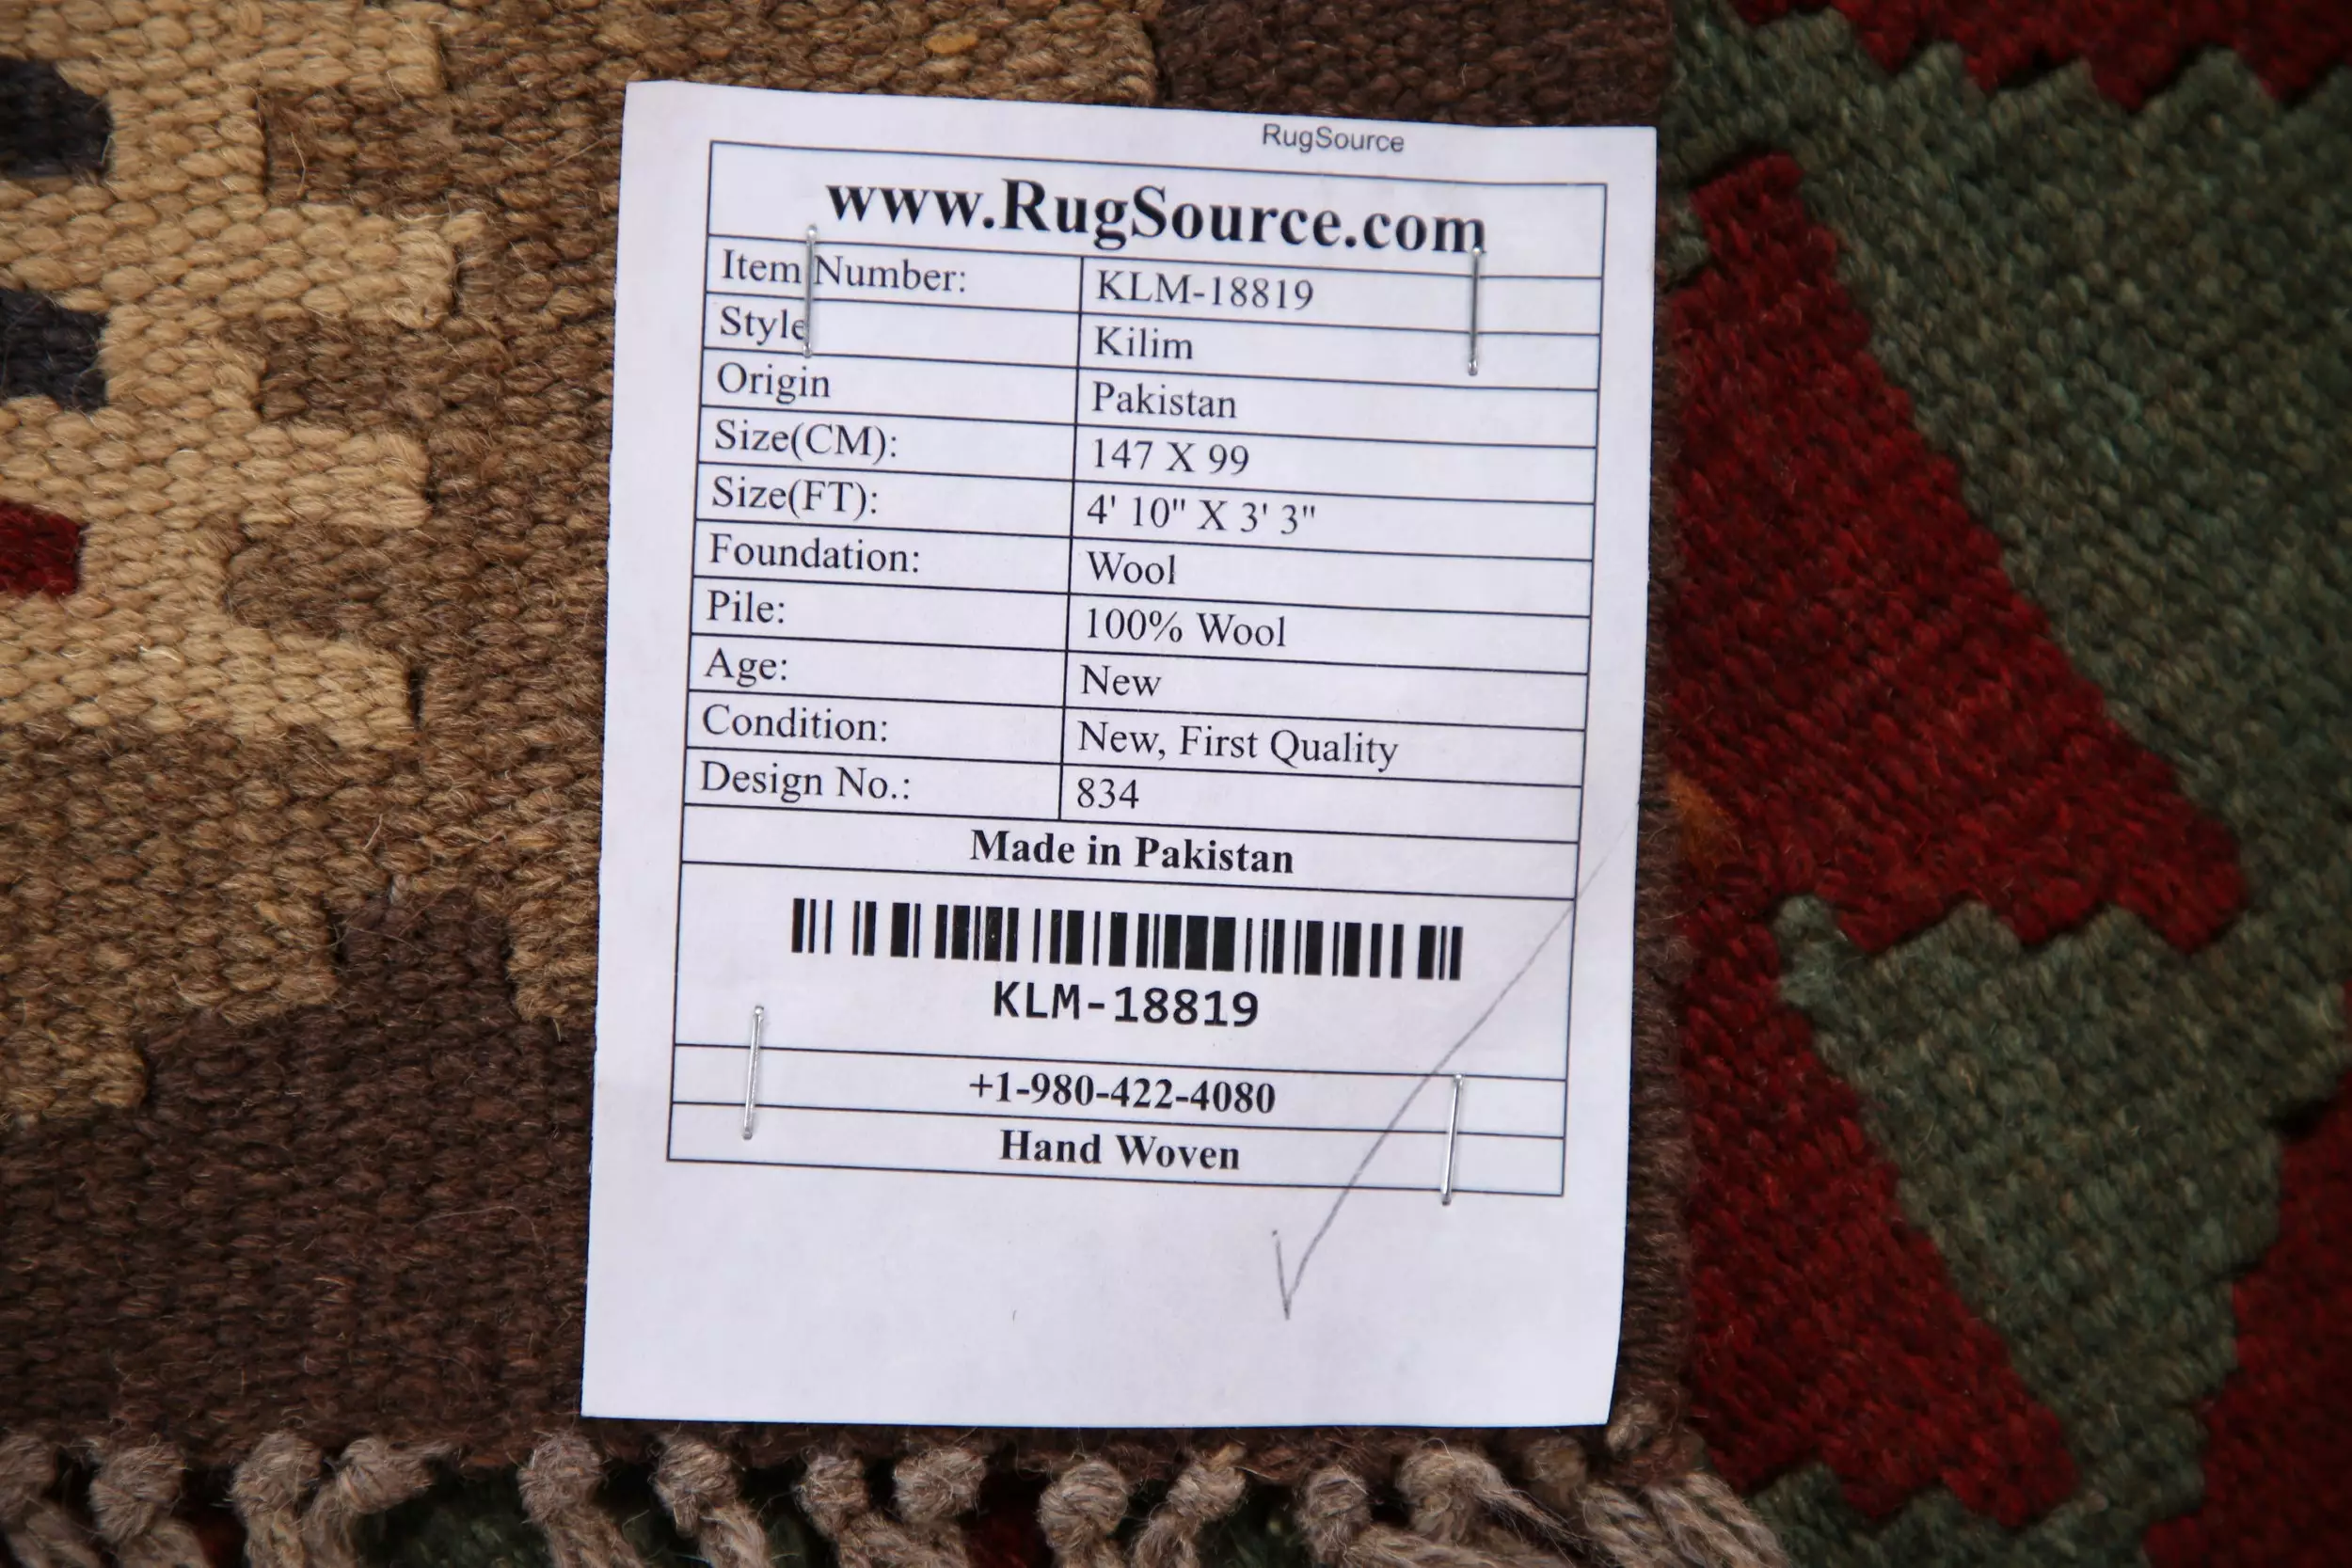 RugSource
www.RugSource.com
Item Number: KLM-18819
Style Kilim
Origin Pakistan
Size(CM): 147 X 99
Size(FT): 4' 10" X 3' 3"
Foundation: Wool
Pile: 100% Wool
Age: New
Condition: New, First Quality
Design No.: 834
Made in Pakistan
KLM-18819
+1-980-422-4080
Hand Woven